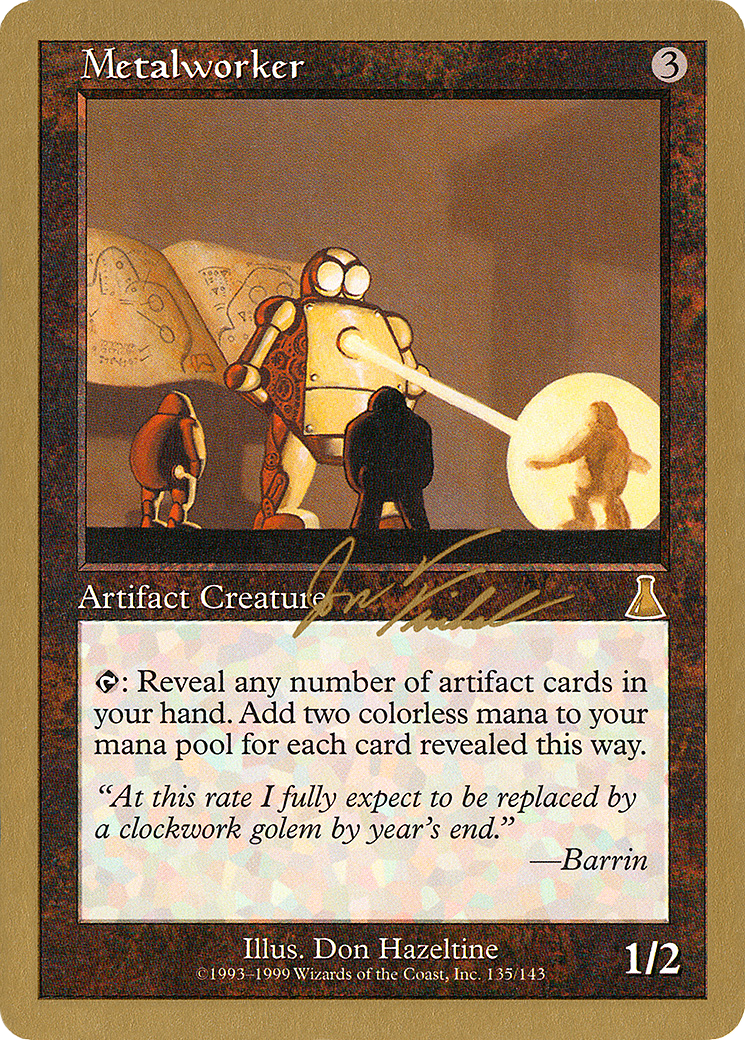 Metalworker 3
Artifact Creature
: Reveal any number of artifact cards in
your hand. Add two colorless mana to your
mana pool for each card revealed this way.
“At this rate I fully expect to be replaced by
a clockwork golem by year’s end.”
—Barrin
Illus. Don Hazeltine
©1993–1999 Wizards of the Coast, Inc. 135/143
1/2